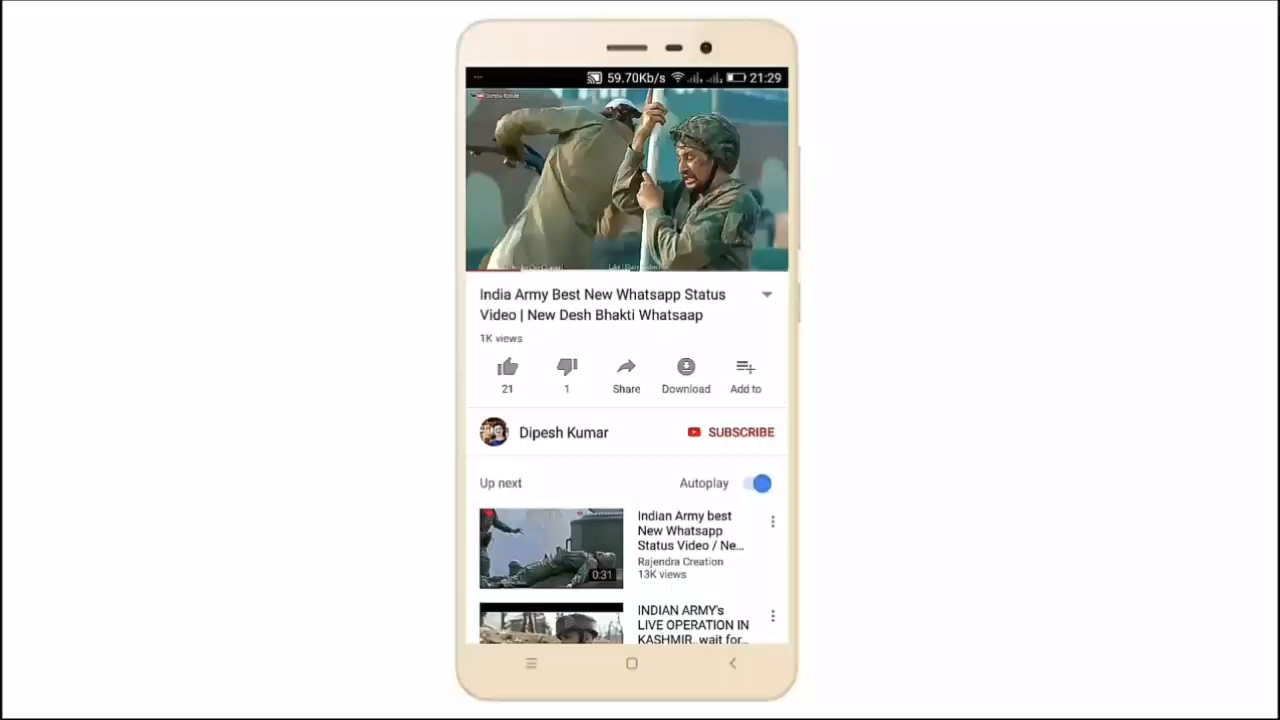 59.70Kb/s 21:29
India Army Best New Whatsapp Status
Video | New Desh Bhakti Whatsaap
1K views
21 1 Share Download Add to
Dipesh Kumar SUBSCRIBE
Up next Autoplay
0:31
Indian Army best
New Whatsapp
Status Video / Ne...
Rajendra Creation
13K views
INDIAN ARMY's
LIVE OPERATION IN
KASHMIR..wait for...